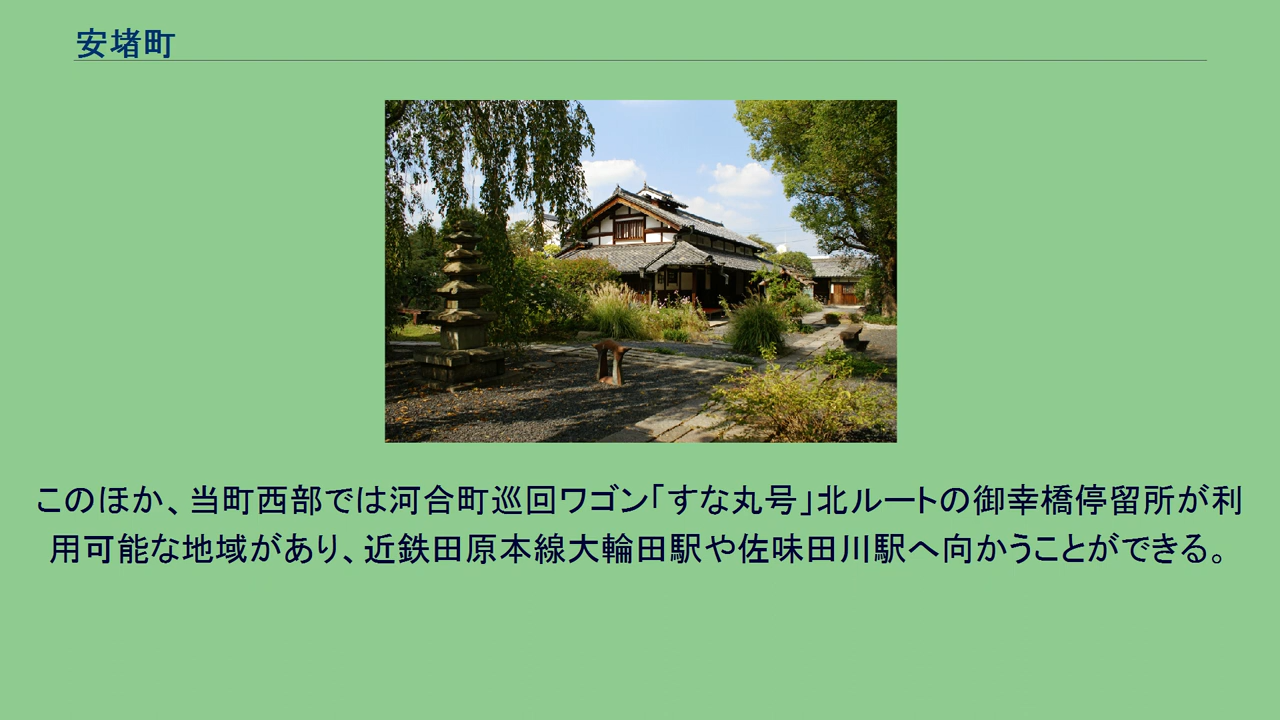 安堵町
このほか、当町西部では河合町巡回ワゴン「すな丸号」北ルートの御幸橋停留所が利
用可能な地域があり、近鉄田原本線大輪田駅や佐味田川駅へ向かうことができる。